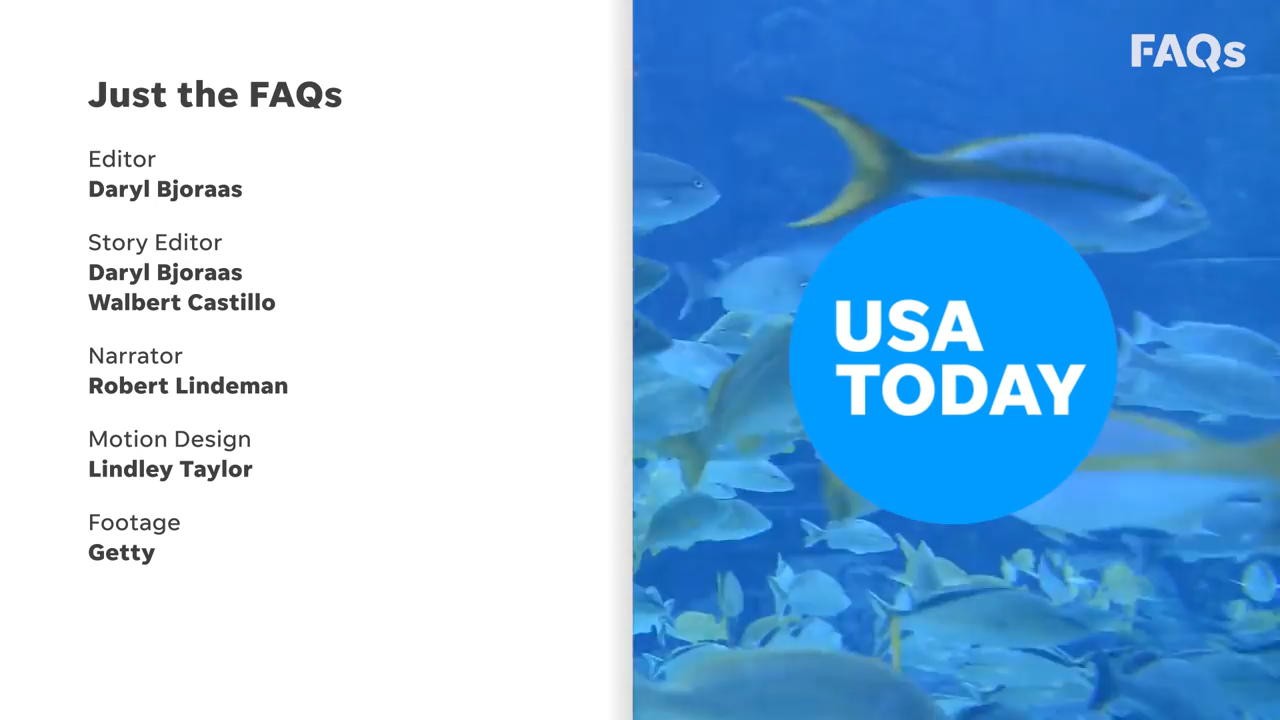 Just the FAQs
Editor
Daryl Bjoraas
Story Editor
Daryl Bjoraas
Walbert Castillo
Narrator
Robert Lindeman
Motion Design
Lindley Taylor
Footage
Getty
FAQs
USA
TODAY